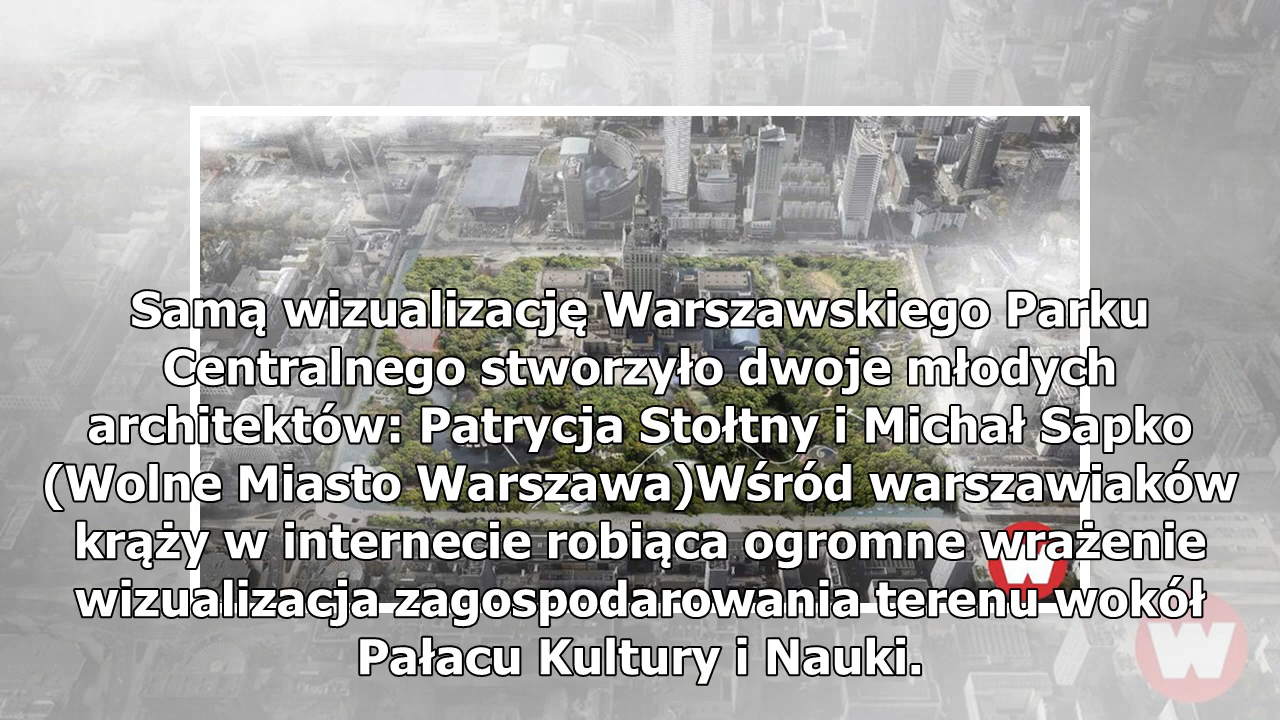 Samą wizualizację Warszawskiego Parku
Centralnego stworzyło dwoje młodych
architektów: Patrycja Stołtny i Michał Sapko
(Wolne Miasto Warszawa)Wśród warszawiaków
krąży w internecie robiąca ogromne wrażenie
wizualizacja zagospodarowania terenu wokół
Pałacu Kultury i Nauki.
W
W